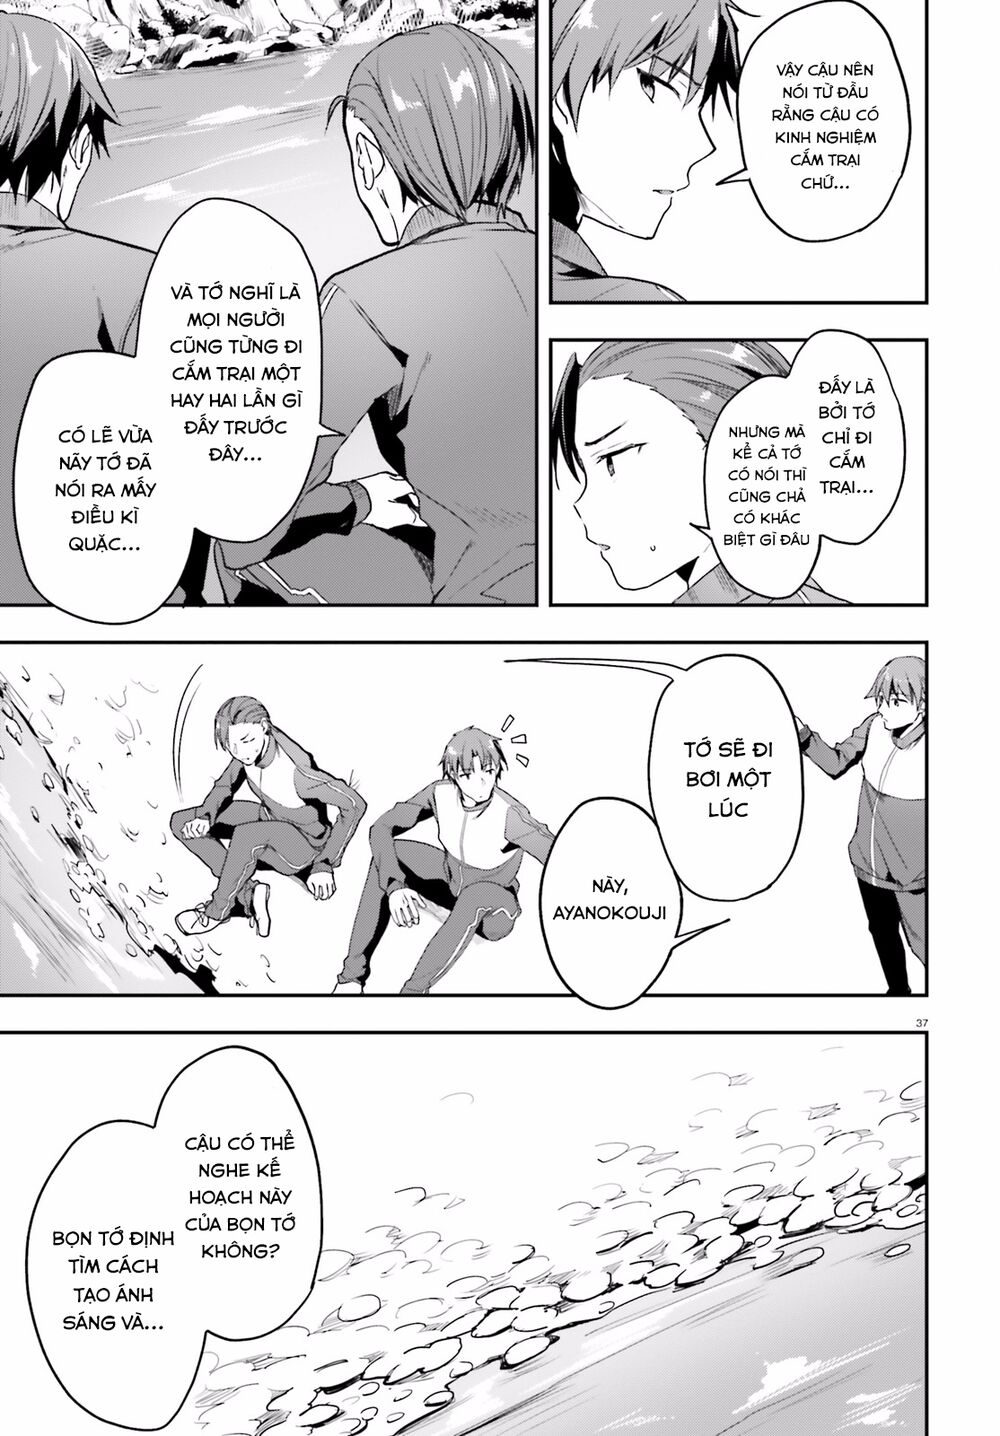 VẬY CẬU NÊN
NÓI TỪ ĐẦU
RẰNG CẬU CÓ
KINH NGHIỆM
CẮM TRẠI
CHỨ...
ĐẤY LÀ
BỞI TỚ
CHỈ ĐI
CẮM
TRẠI...
NHƯNG MÀ
KỂ CẢ TỚ
CÓ NÓI THÌ
CŨNG CHẢ
CÓ KHÁC
BIỆT GÌ ĐÂU
VÀ TỚ NGHĨ LÀ
MỌI NGƯỜI
CŨNG TỪNG ĐI
CẮM TRẠI MỘT
HAY HAI LẦN GÌ
ĐẤY TRƯỚC
ĐÂY...
CÓ LẼ VỪA
NÃY TỚ ĐÃ
NÓI RA MẤY
ĐIỀU KÌ
QUẶC...
TỚ SẼ ĐI
BƠI MỘT
LÚC
NÀY,
AYANOKOUJI
37
CẬU CÓ THỂ
NGHE KẾ
HOẠCH NÀY
CỦA BỌN TỚ
KHÔNG?
BỌN TỚ ĐỊNH
TÌM CÁCH
TẠO ÁNH
SÁNG VÀ...